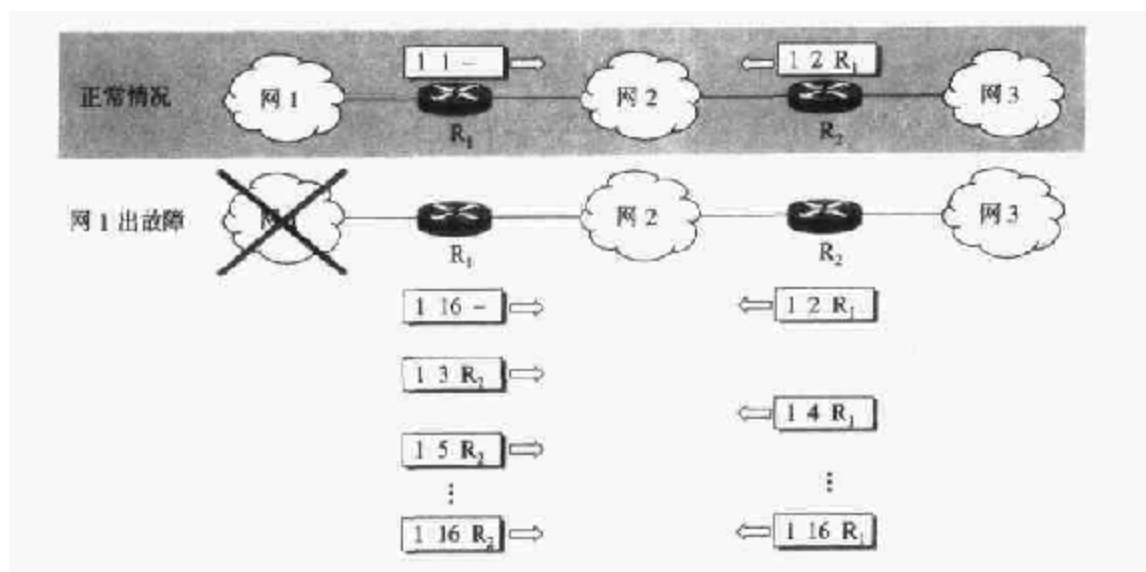 1 1 –
1 2 R₁
正常情况
网 1
网 2
网 3
R₁
R₂
网 1 出故障
网 2
网 3
R₁
R₂
1 16 –
1 2 R₁
1 3 R₂
1 4 R₁
1 5 R₂
⋮
⋮
1 16 R₂
1 16 R₁